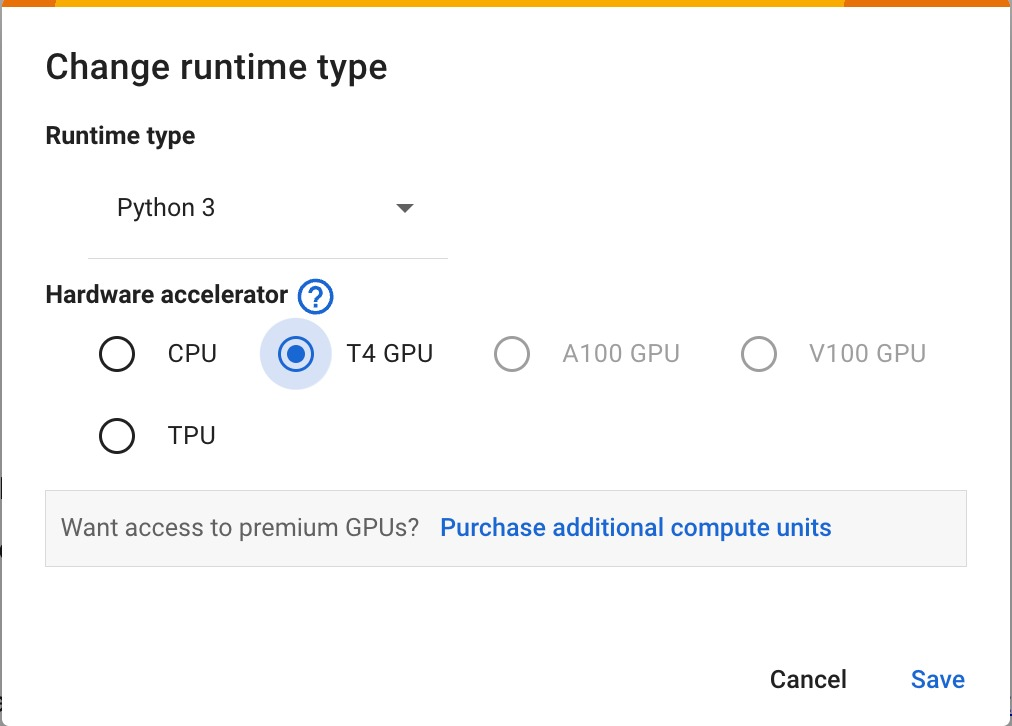 Change runtime type
Runtime type
Python 3
Hardware accelerator ?
CPU T4 GPU A100 GPU V100 GPU
TPU
Want access to premium GPUs? Purchase additional compute units
Cancel Save